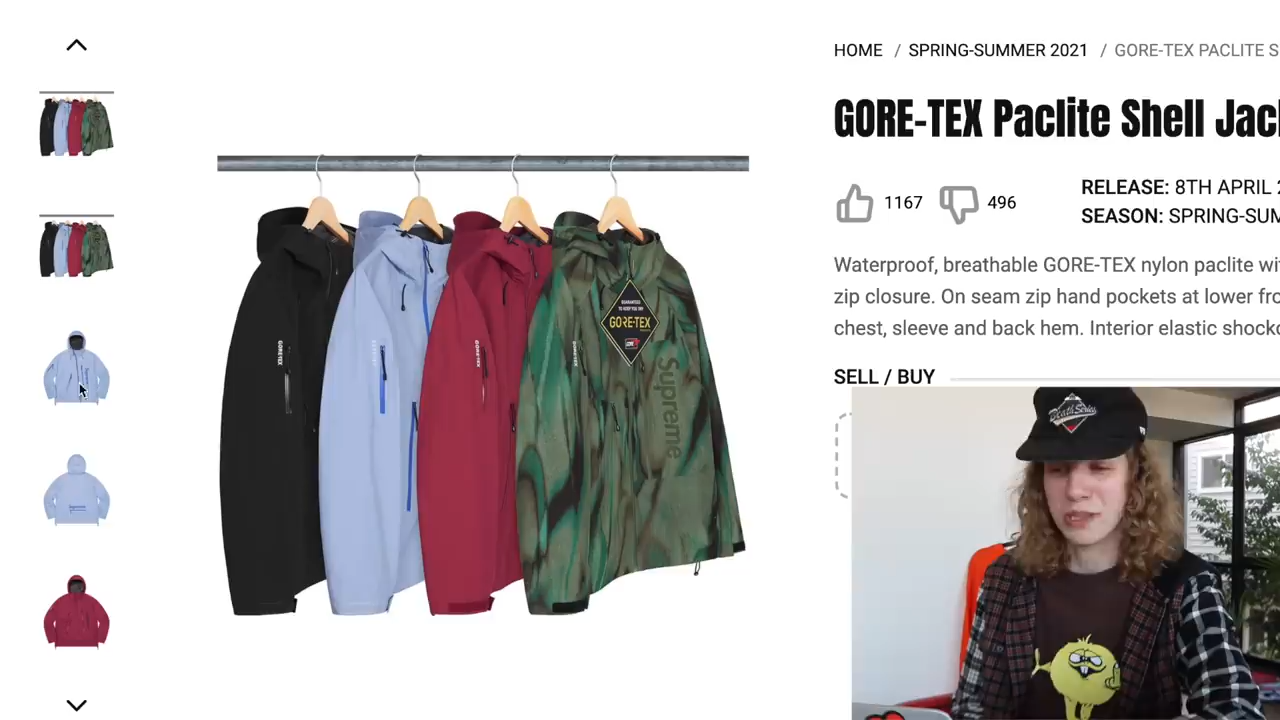 HOME / SPRING-SUMMER 2021 / GORE-TEX PACLITE S
GORE-TEX Paclite Shell Jac
1167
496
RELEASE: 8TH APRIL 2
SEASON: SPRING-SUM
Waterproof, breathable GORE-TEX nylon paclite wi
zip closure. On seam zip hand pockets at lower fro
chest, sleeve and back hem. Interior elastic shockc
SELL / BUY
GORE-TEX
GORE-TEX
GORE-TEX
GUARANTEED
TO KEEP YOU DRY
GORE-TEX
Supreme
Death Series